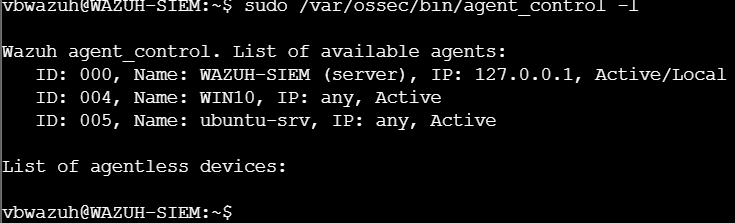 vbwazuh@WAZUH-SIEM:~$ sudo /var/ossec/bin/agent_control -l
Wazuh agent_control. List of available agents:
ID: 000, Name: WAZUH-SIEM (server), IP: 127.0.0.1, Active/Local
ID: 004, Name: WIN10, IP: any, Active
ID: 005, Name: ubuntu-srv, IP: any, Active
List of agentless devices:
vbwazuh@WAZUH-SIEM:~$